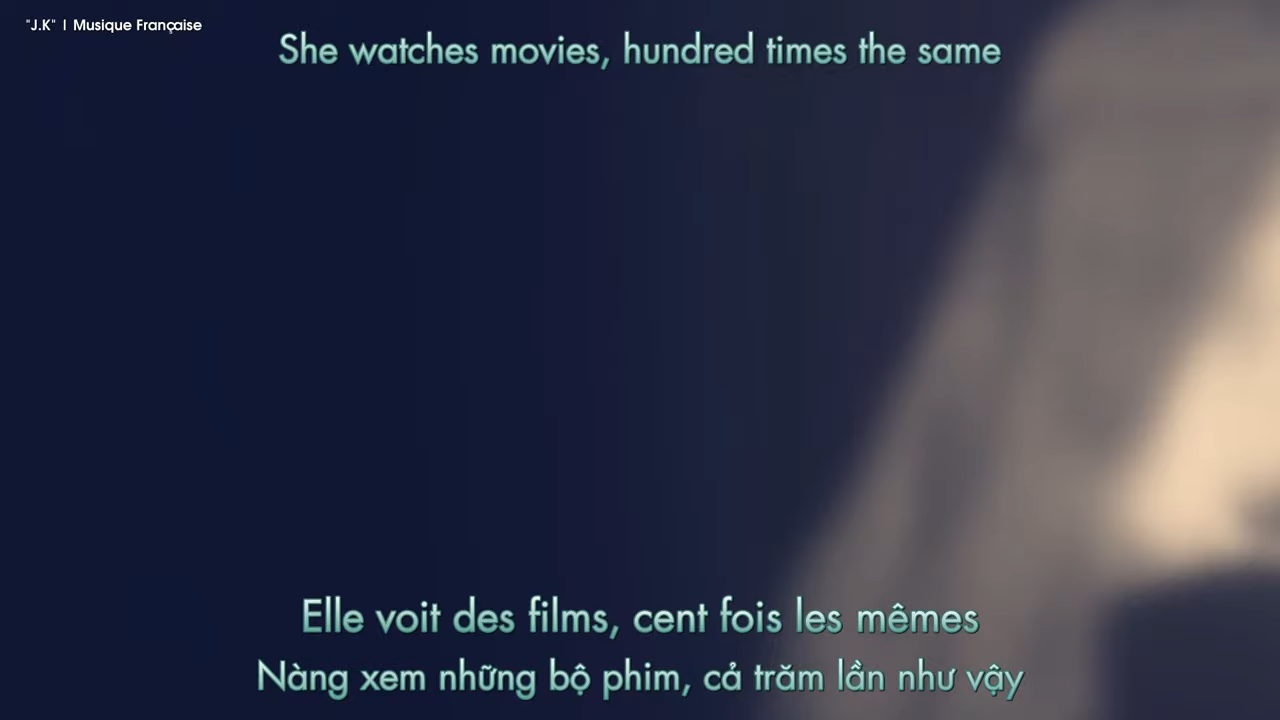 "J.K" | Musique Française
She watches movies, hundred times the same
Elle voit des films, cent fois les mêmes
Nàng xem những bộ phim, cả trăm lần như vậy